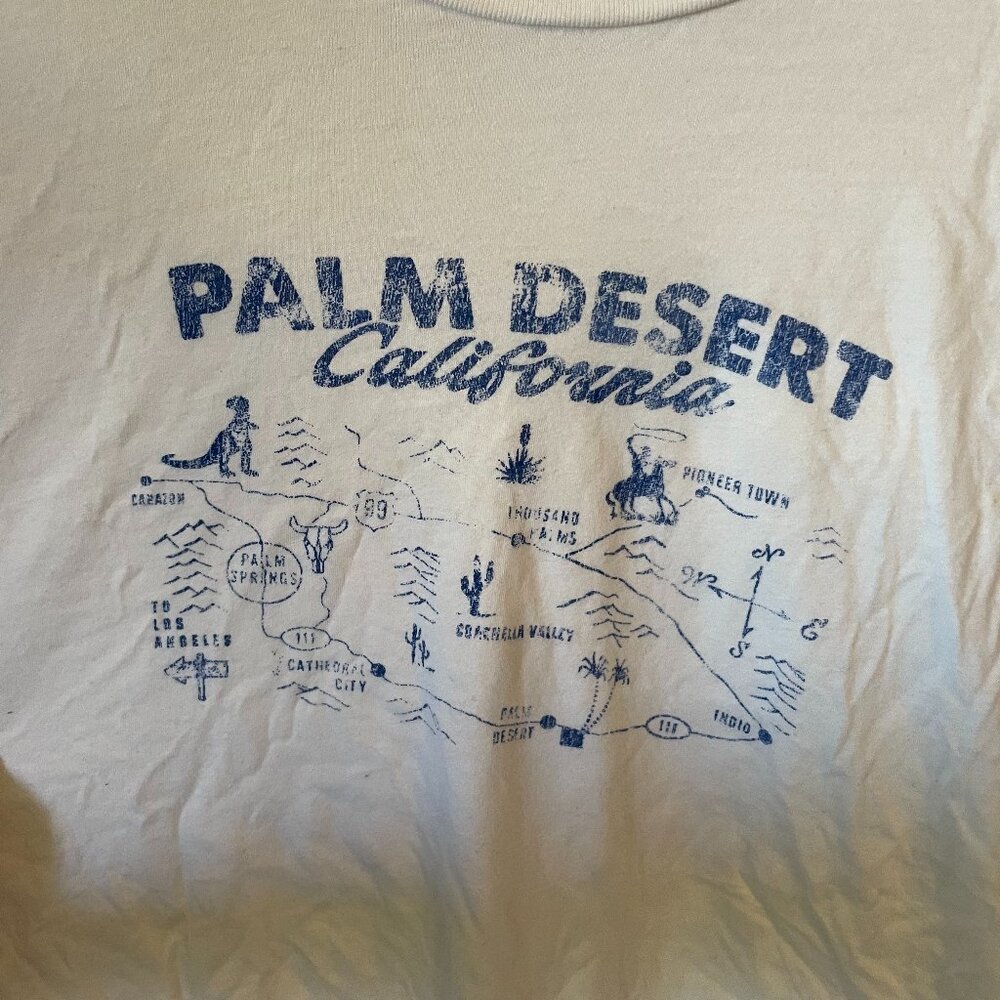 PALM DESERT
California
CABAZON
99
PIONEER TOWN
THOUSAND
PALMS
PALM
SPRINGS
N
W
E
S
TO
LOS
ANGELES
COACHELLA VALLEY
111
CATHEDRAL
CITY
PALM
DESERT
111
INDIO